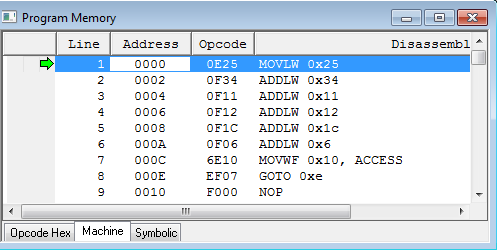 Program Memory
Line Address Opcode Disassembl
1 0000 0E25 MOVLW 0x25
2 0002 0F34 ADDLW 0x34
3 0004 0F11 ADDLW 0x11
4 0006 0F12 ADDLW 0x12
5 0008 0F1C ADDLW 0x1c
6 000A 0F06 ADDLW 0x6
7 000C 6E10 MOVWF 0x10, ACCESS
8 000E EF07 GOTO 0xe
9 0010 F000 NOP
Opcode Hex Machine Symbolic